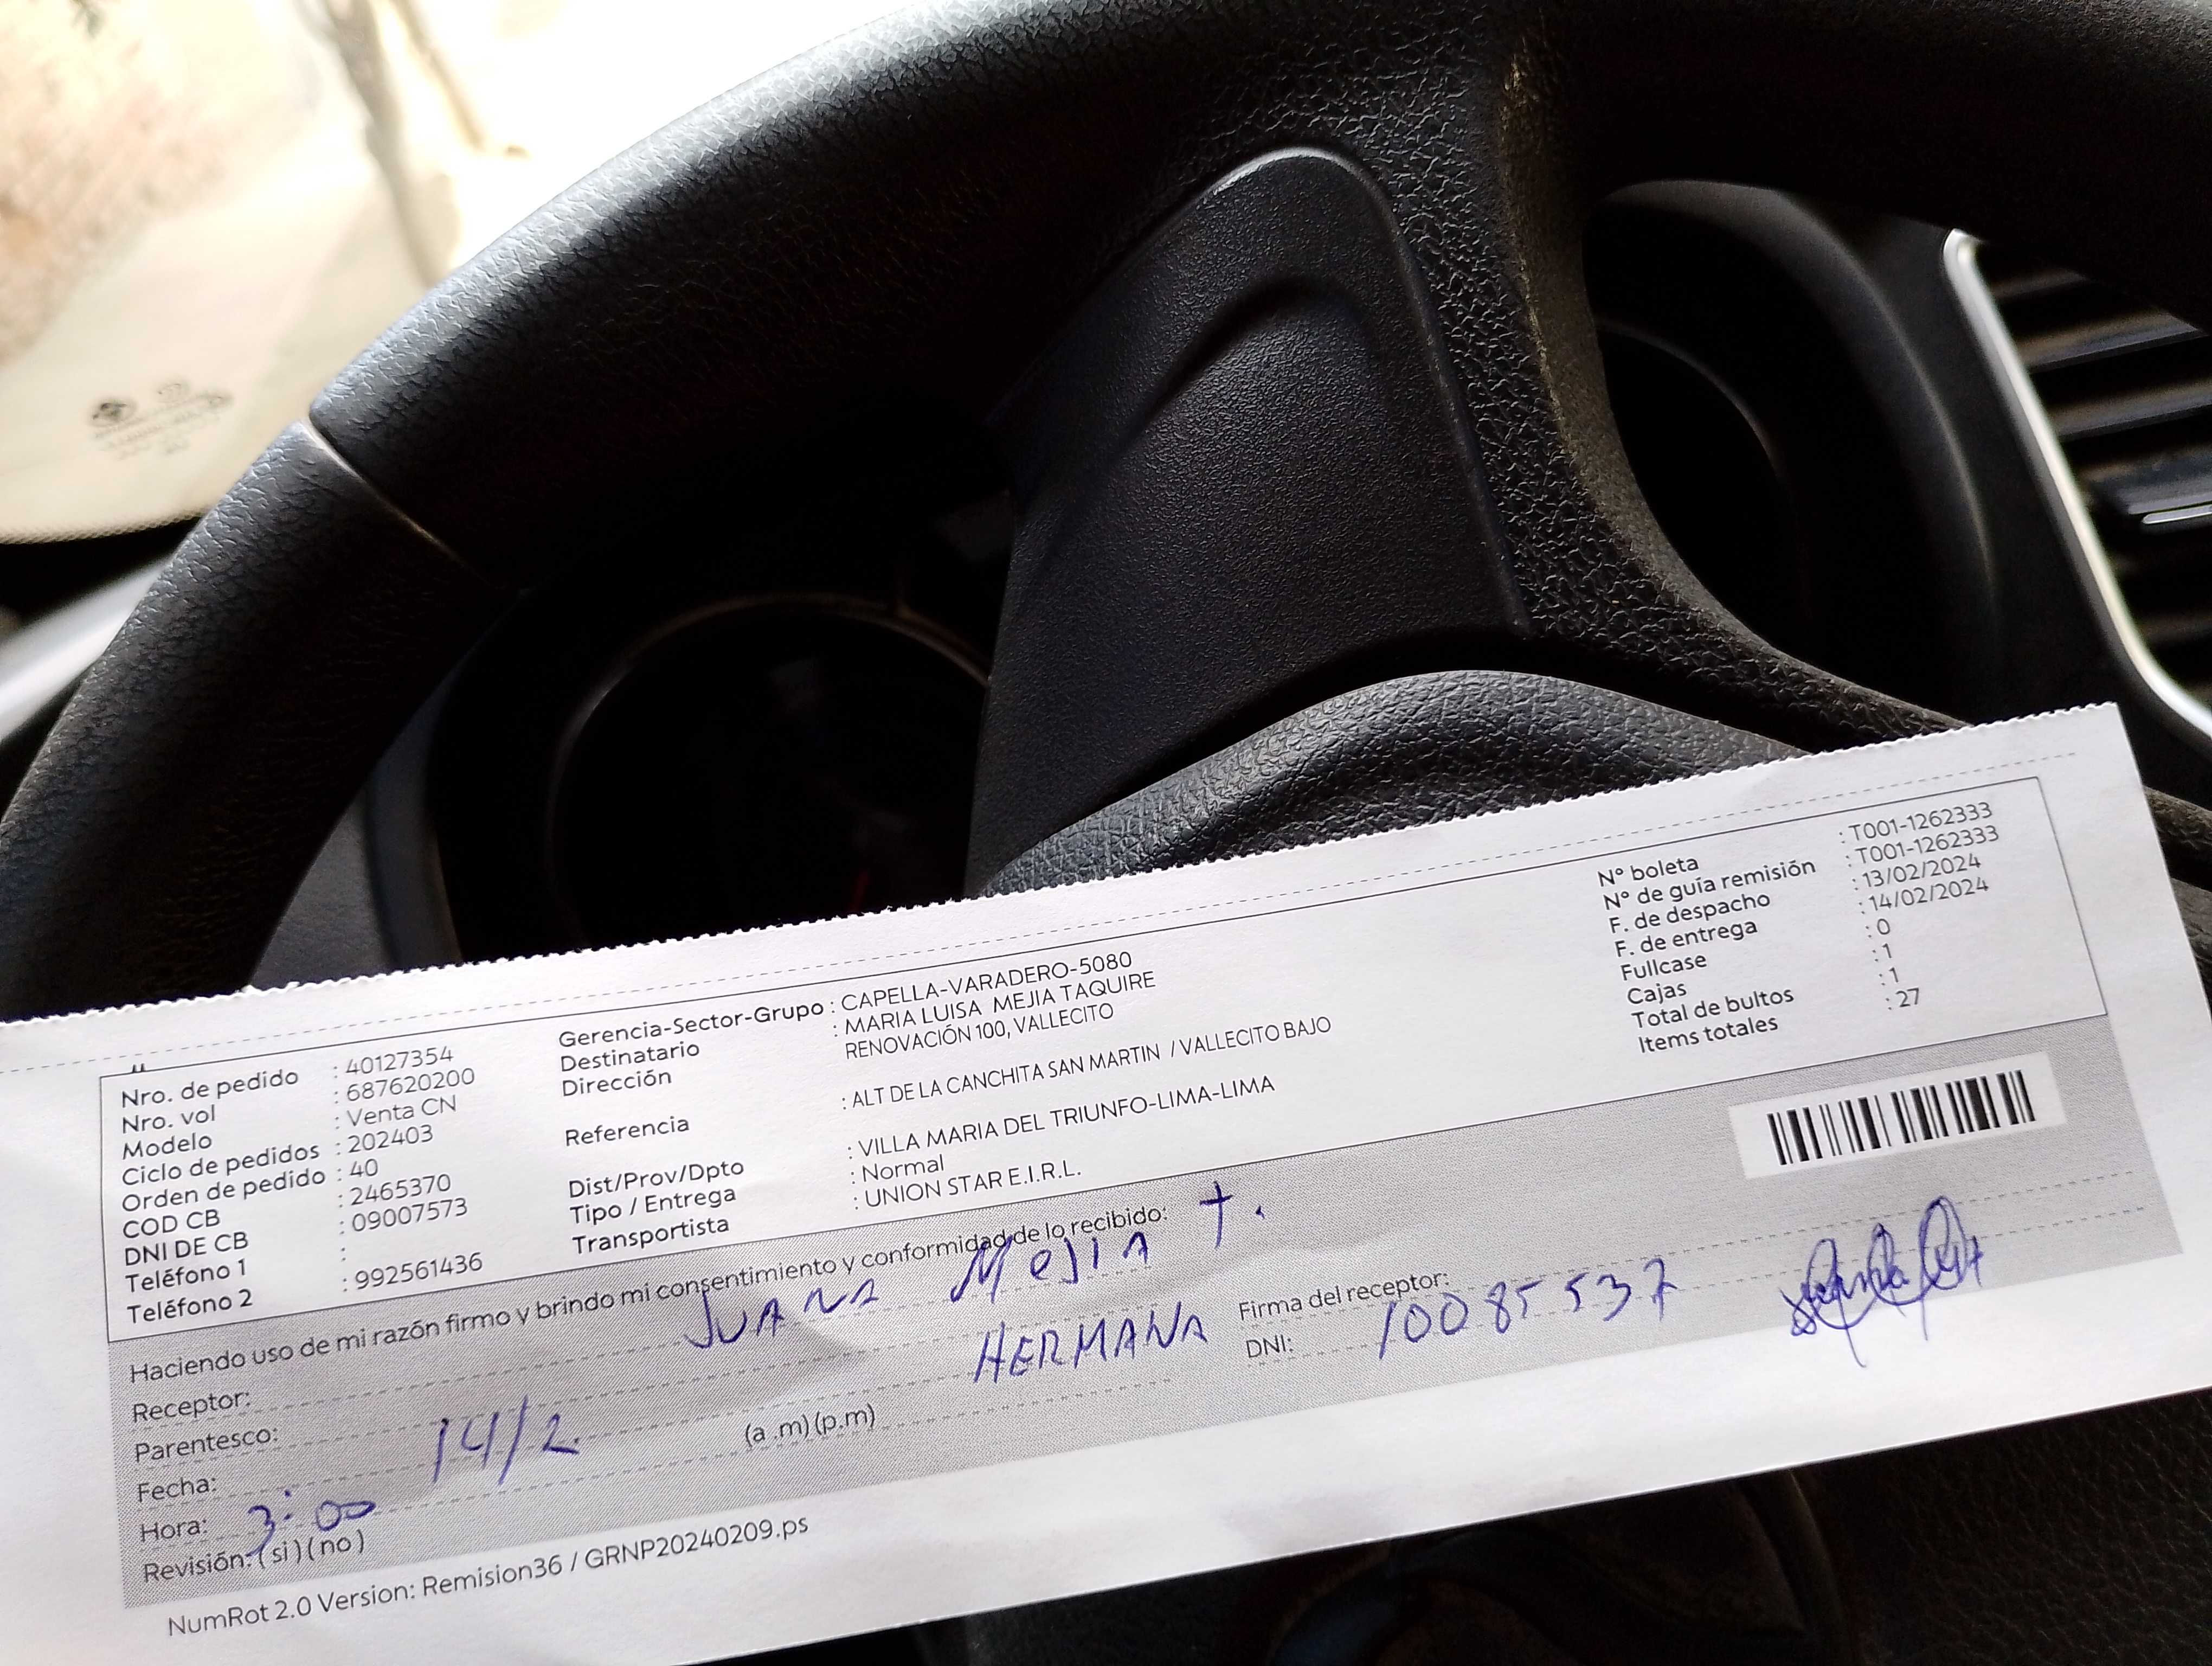 Nro. de pedido : 40127354
Nro. vol : 687620200
Modelo : Venta CN
Ciclo de pedidos : 202403
Orden de pedido : 40
COD CB : 2465370
DNI DE CB : 09007573
Teléfono 1 :
Teléfono 2 : 992561436
Gerencia-Sector-Grupo : CAPELLA-VARADERO-5080
Destinatario : MARIA LUISA MEJIA TAQUIRE
Dirección RENOVACIÓN 100, VALLECITO
Referencia : ALT DE LA CANCHITA SAN MARTIN / VALLECITO BAJO
Dist/Prov/Dpto : VILLA MARIA DEL TRIUNFO-LIMA-LIMA
Tipo / Entrega : Normal
Transportista : UNION STAR E.I.R.L.
N° boleta : T001-1262333
N° de guía remisión : T001-1262333
F. de despacho : 13/02/2024
F. de entrega : 14/02/2024
Fullcase : 0
Cajas : 1
Total de bultos : 1
Items totales : 27
Haciendo uso de mi razón firmo y brindo mi consentimiento y conformidad de lo recibido:
Receptor: JUANA MEJIA T.
Parentesco: HERMANA
Fecha: 14/2
Hora: 3:00 (a .m) (p.m)
Revisión: ( si ) ( no )
Firma del receptor:
DNI: 10085537
NumRot 2.0 Version: Remision36 / GRNP20240209.ps